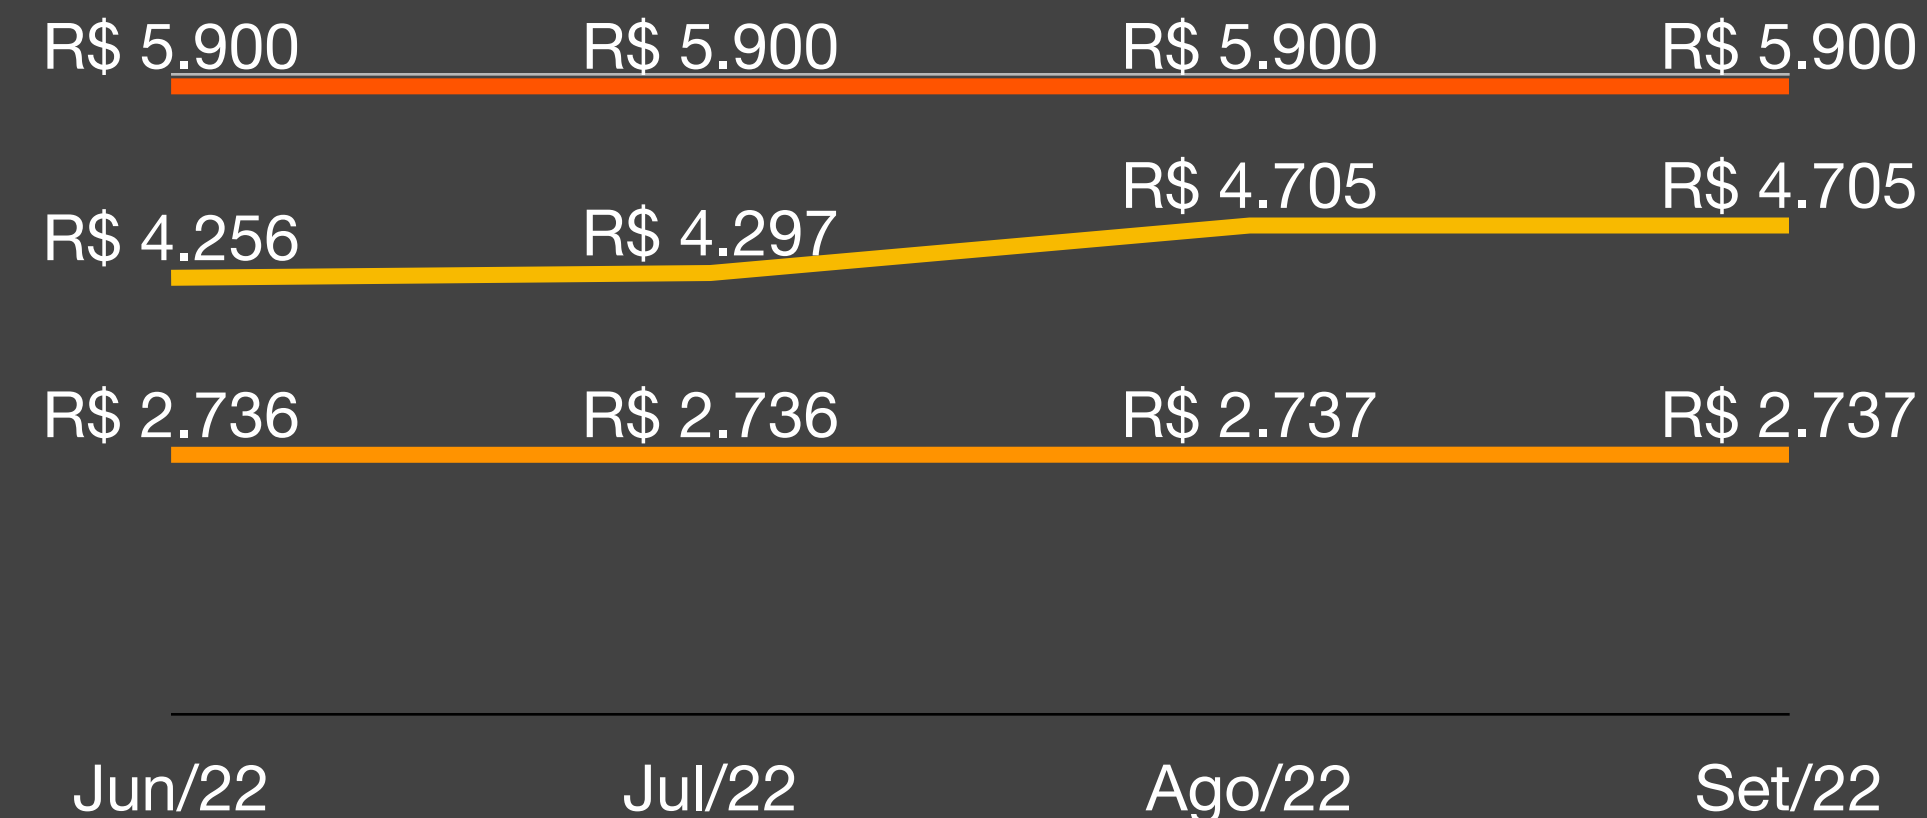 R$ 5.900 R$ 5.900 R$ 5.900 R$ 5.900
R$ 4.256 R$ 4.297 R$ 4.705 R$ 4.705
R$ 2.736 R$ 2.736 R$ 2.737 R$ 2.737
Jun/22 Jul/22 Ago/22 Set/22